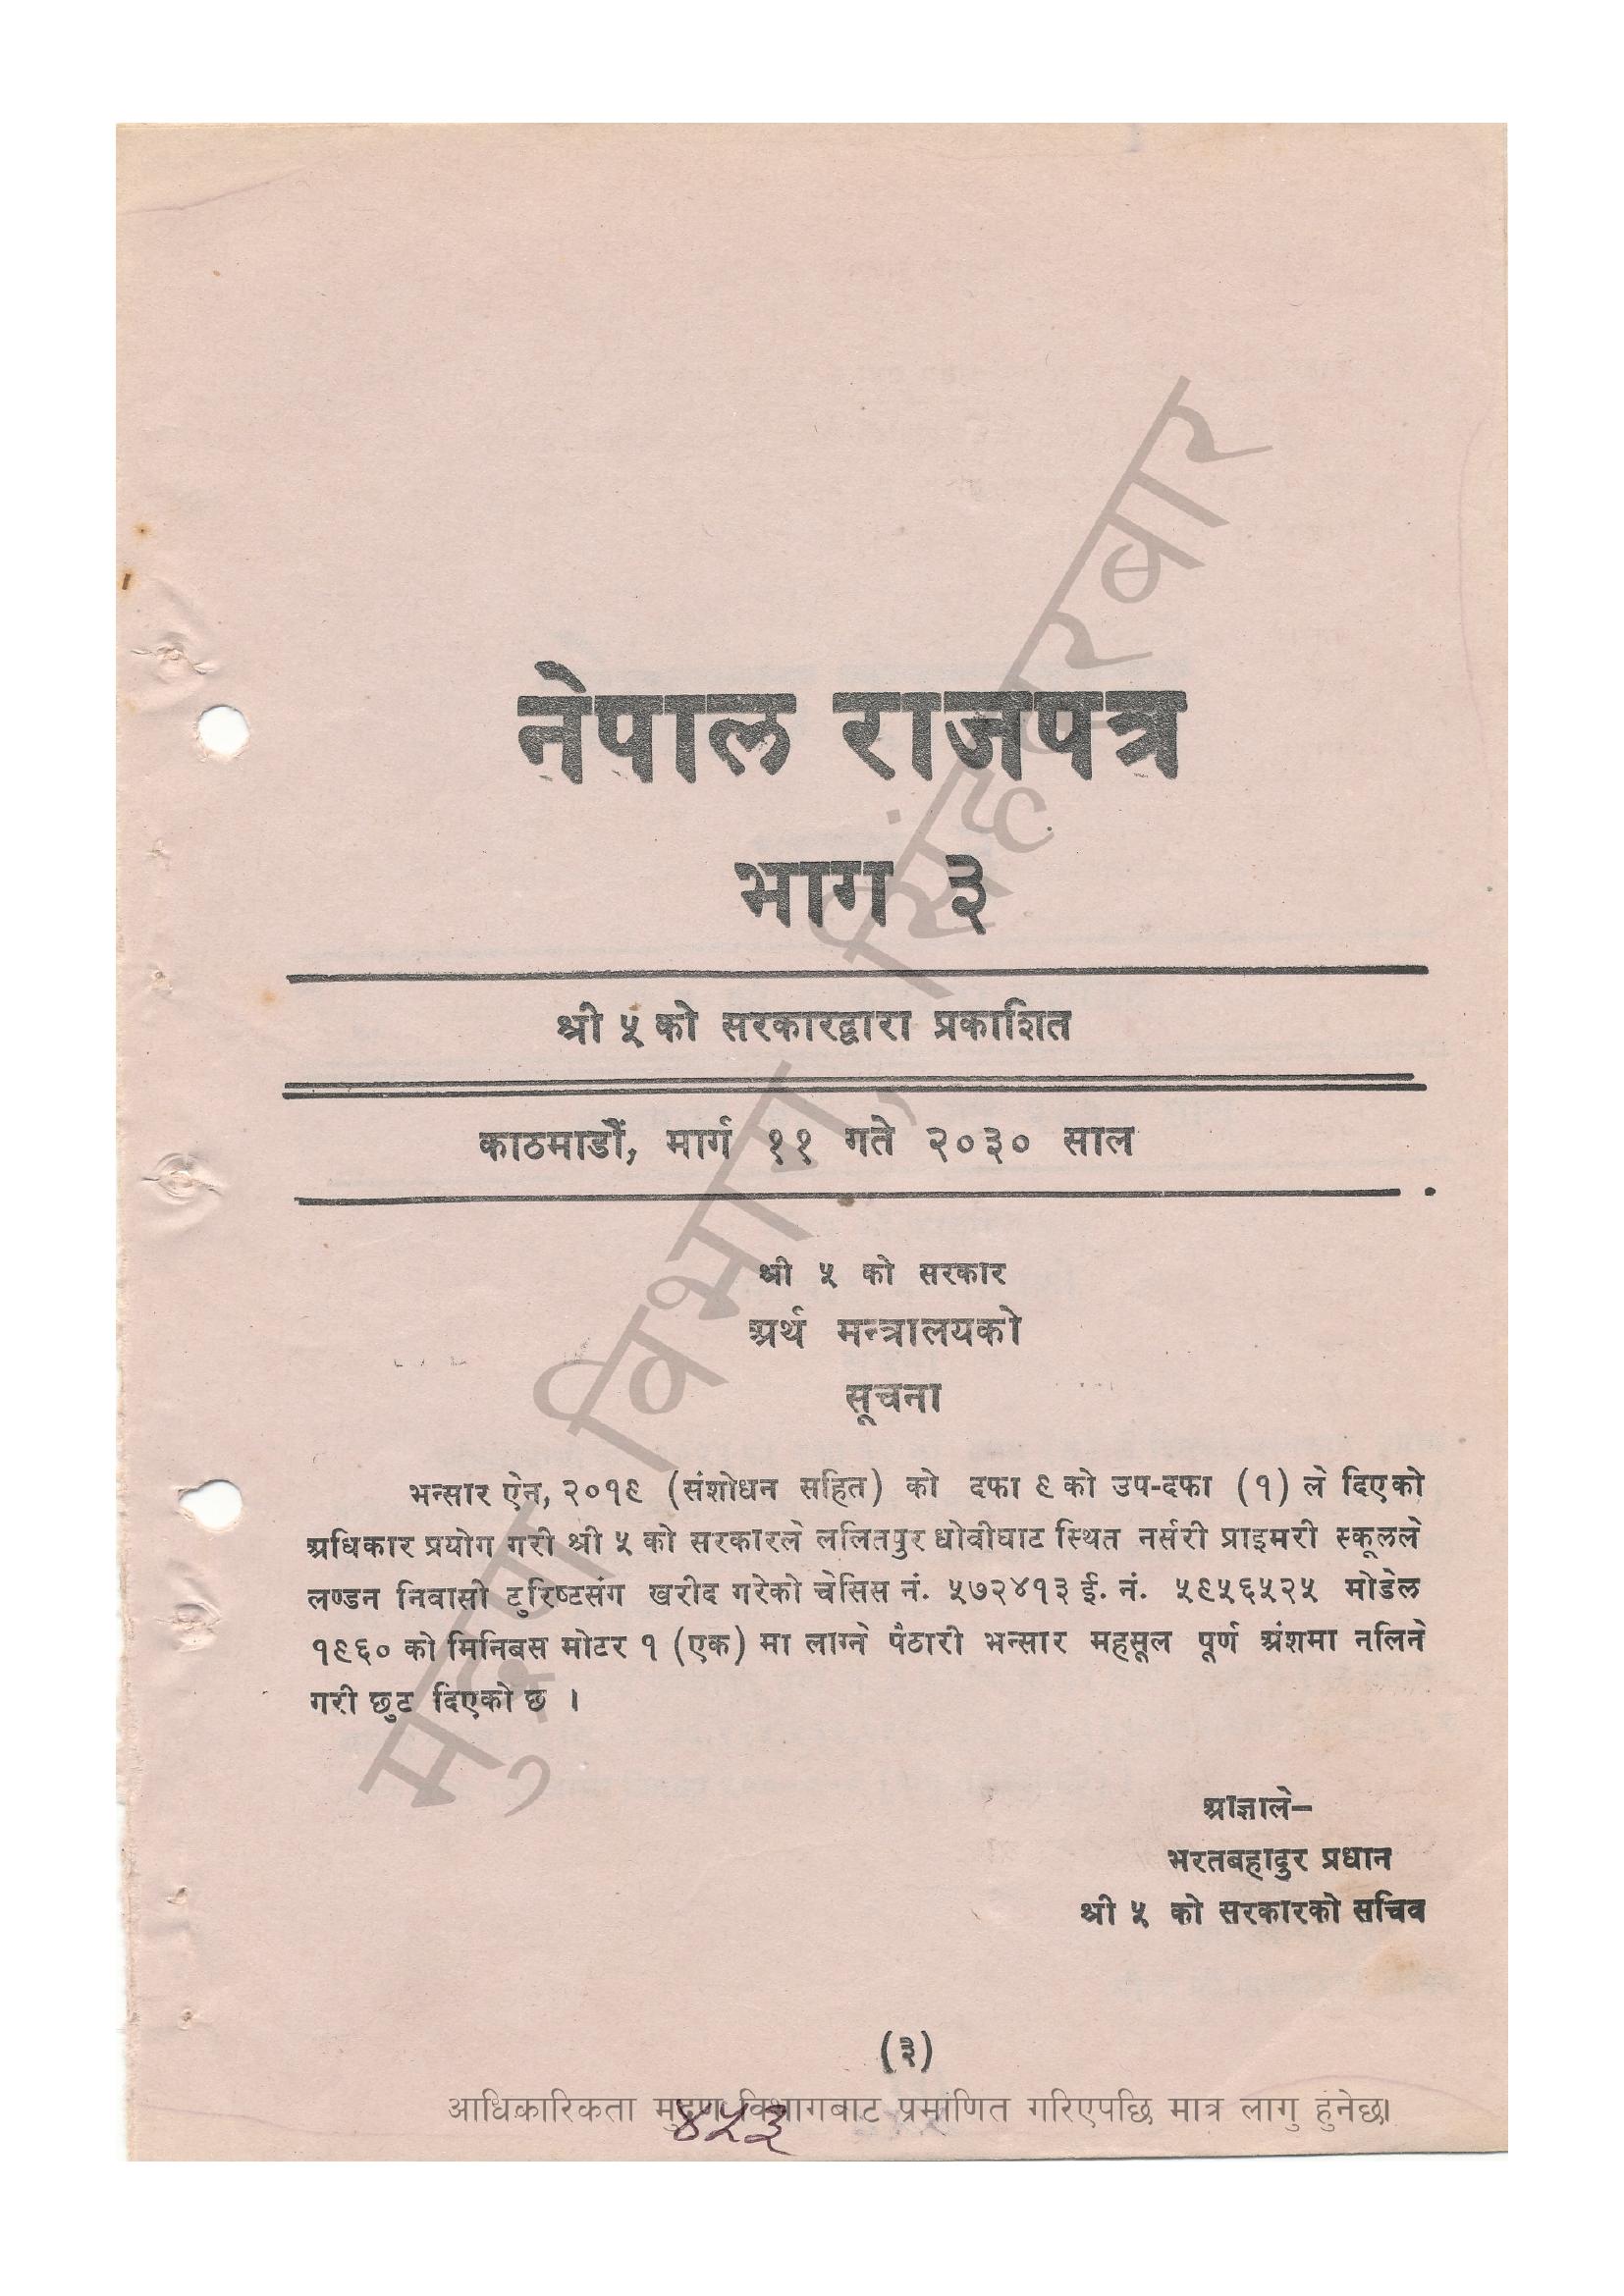 नेपाल राजपत्र
भाग ३
श्री ५ को सरकारद्वारा प्रकाशित
काठमाडौं, मार्ग ११ गते २०३० साल
श्री ५ को सरकार
अर्थ मन्त्रालयको
सूचना
भन्सार ऐन, २०१९ (संशोधन सहित) को दफा ९ को उप-दफा (१) ले दिएको
अधिकार प्रयोग गरी श्री ५ को सरकारले ललितपुर धोवीघाट स्थित नर्सरी प्राइमरी स्कूलले
लण्डन निवासी टुरिष्टसंग खरीद गरेको चेसिस नं. ५७२४१३ ई. नं. ५९५६५२५ मोडेल
१९६० को मिनिबस मोटर १ (एक) मा लाग्ने पैठारी भन्सार महसूल पूर्ण अंशमा नलिने
गरी छुट दिएको छ ।
आज्ञाले–
भरतबहादुर प्रधान
श्री ५ को सरकारको सचिव
(३)
आधिकारिकता मुद्रण विभागबाट प्रमाणित गरिएपछि मात्र लागु हुनेछ।
४५३
मुद्रण विभाग, सिंहदरबार